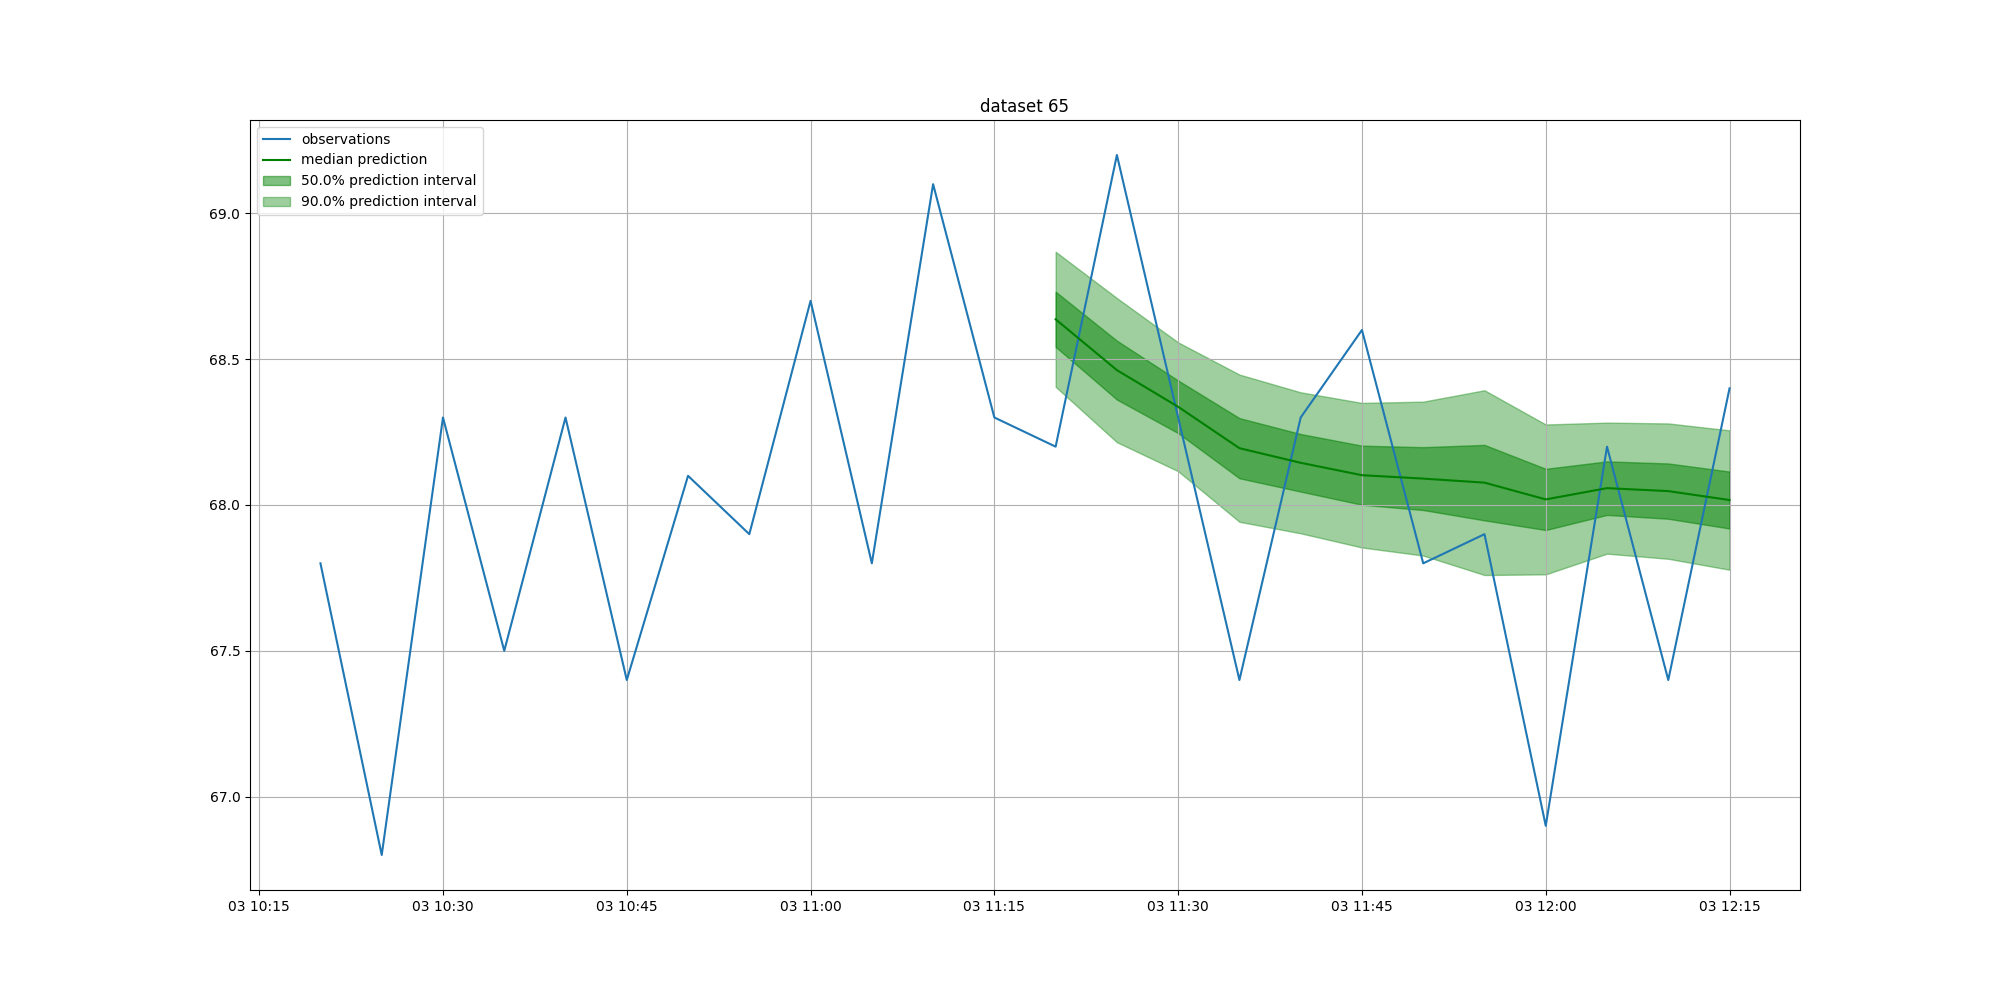 dataset 65
observations
median prediction
50.0% prediction interval
90.0% prediction interval
69.0
68.5
68.0
67.5
67.0
03 10:15 03 10:30 03 10:45 03 11:00 03 11:15 03 11:30 03 11:45 03 12:00 03 12:15